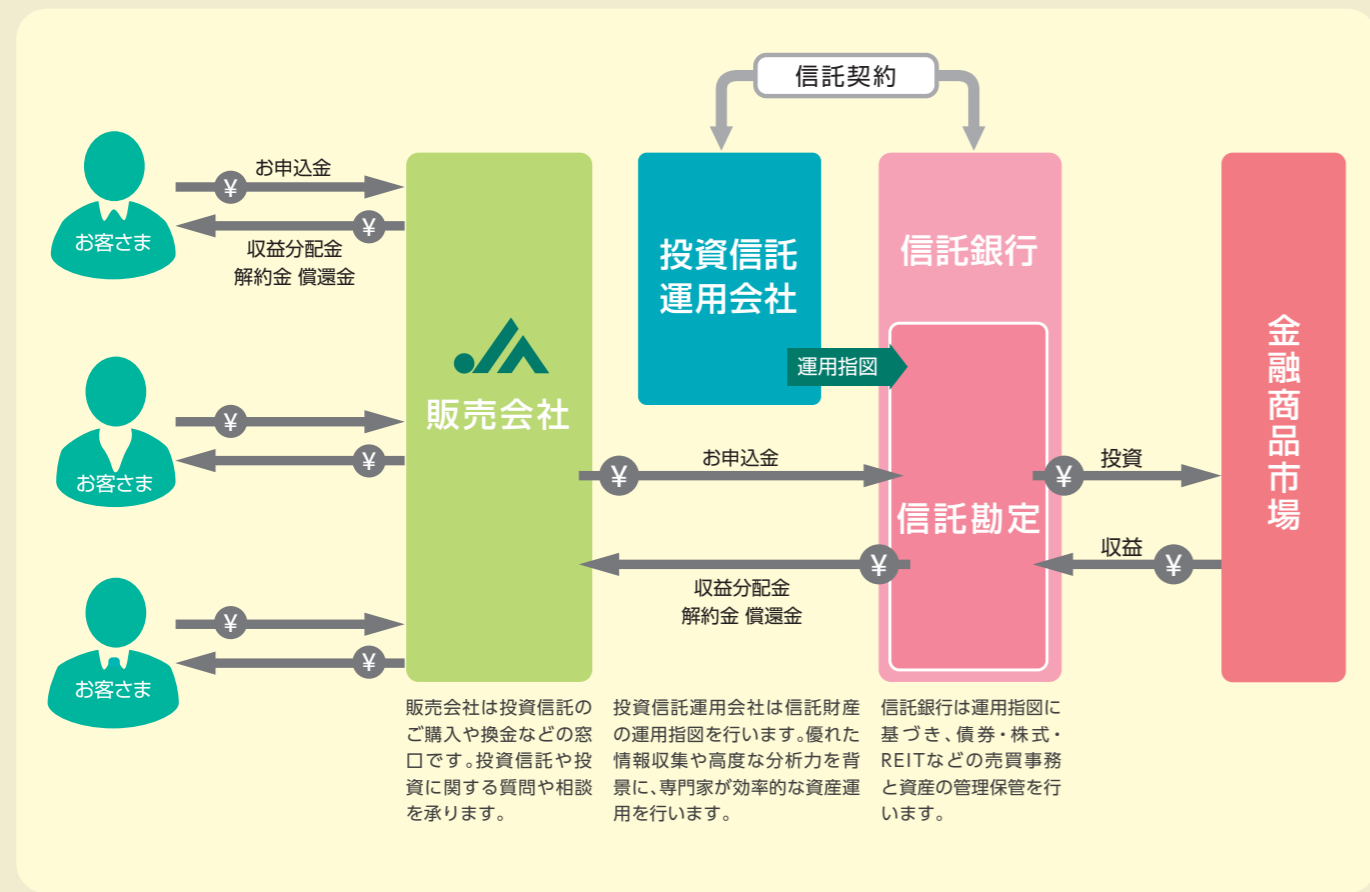 信託契約
お客さま
¥
お申込金
¥
収益分配金
解約金 償還金
お客さま
¥
¥
お客さま
¥
¥
JA
販売会社
投資信託
運用会社
運用指図
信託銀行
信託勘定
¥
お申込金
¥
収益分配金
解約金 償還金
¥
投資
収益
¥
金融商品市場
販売会社は投資信託の
ご購入や換金などの窓
口です。投資信託や投
資に関する質問や相談
を承ります。
投資信託運用会社は信託財産
の運用指図を行います。優れた
情報収集や高度な分析力を背
景に、専門家が効率的な資産運
用を行います。
信託銀行は運用指図に
基づき、債券・株式・
REITなどの売買事務
と資産の管理保管を行
います。